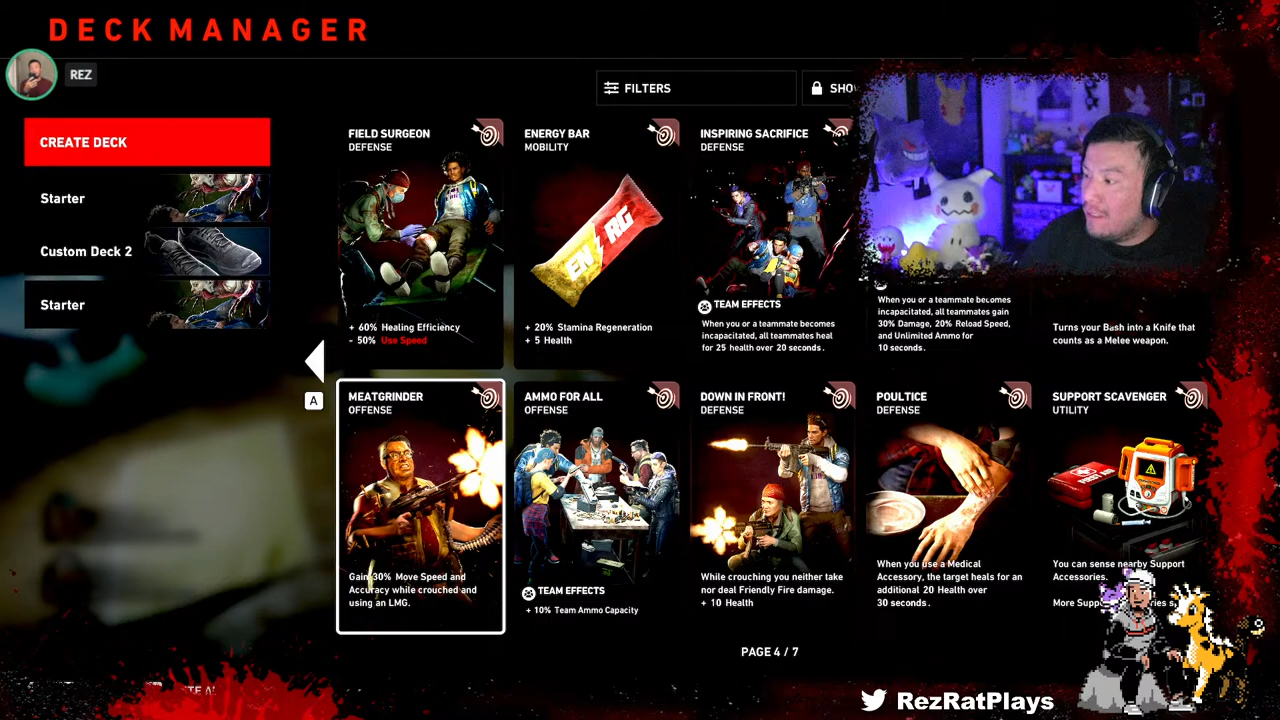 DECK MANAGER
REZ
FILTERS
CREATE DECK
Starter
Custom Deck 2
Starter
A
FIELD SURGEON
DEFENSE
+ 60% Healing Efficiency
- 50% Use Speed
ENERGY BAR
MOBILITY
EN RG
+ 20% Stamina Regeneration
+ 5 Health
INSPIRING SACRIFICE
DEFENSE
TEAM EFFECTS
When you or a teammate becomes
incapacitated, all teammates heal
for 25 health over 20 seconds.
When you or a teammate becomes
incapacitated, all teammates gain
30% Damage, 20% Reload Speed,
and Unlimited Ammo for
10 seconds.
Turns your Bash into a Knife that
counts as a Melee weapon.
MEATGRINDER
OFFENSE
Gain 30% Move Speed and
Accuracy while crouched and
using an LMG.
AMMO FOR ALL
OFFENSE
TEAM EFFECTS
+ 10% Team Ammo Capacity
DOWN IN FRONT!
DEFENSE
While crouching you neither take
nor deal Friendly Fire damage.
+ 10 Health
POULTICE
DEFENSE
When you use a Medical
Accessory, the target heals for an
additional 20 Health over
30 seconds.
SUPPORT SCAVENGER
UTILITY
FIRST AID
You can sense nearby Support
Accessories.
More
PAGE 4 / 7
RezRatPlays